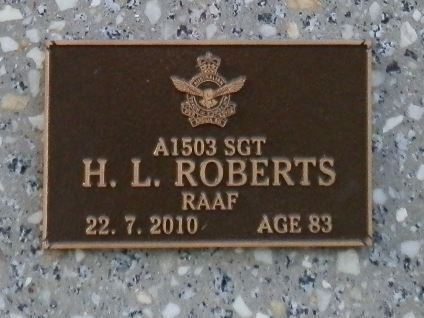 A1503 SGT
H. L. ROBERTS
RAAF
22. 7. 2010 AGE 83